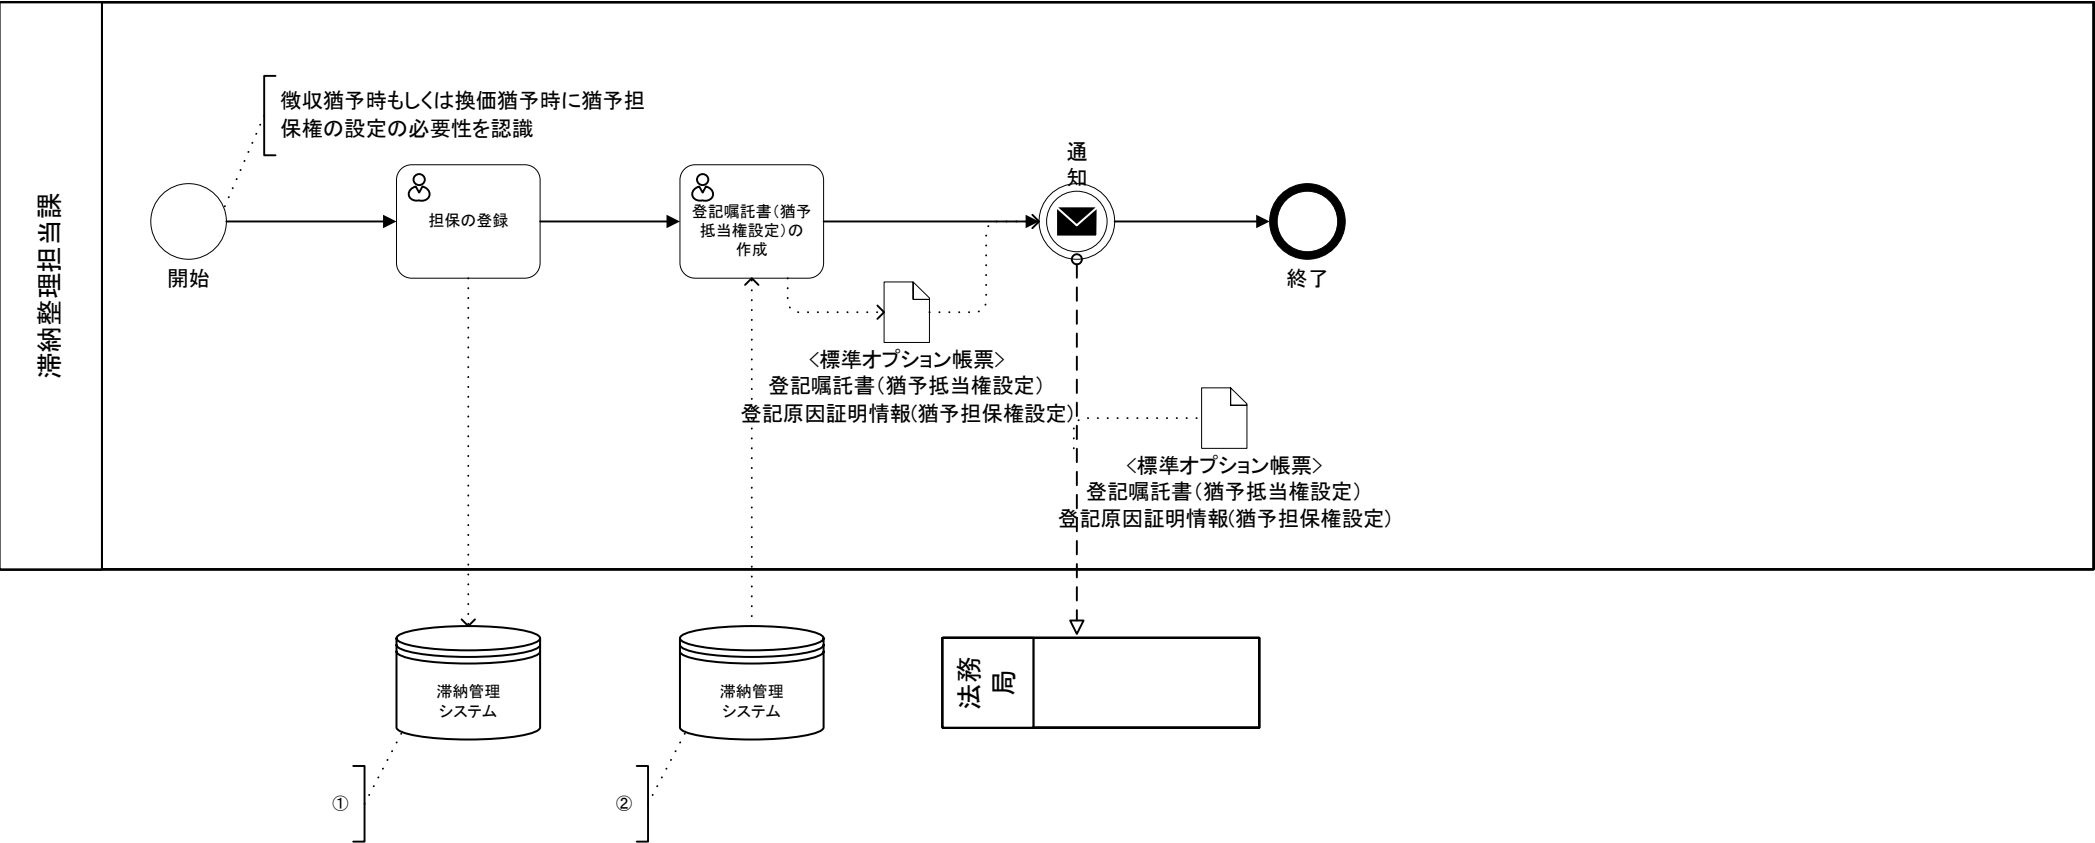 滞納整理担当課
徴収猶予時もしくは換価猶予時に猶予担
保権の設定の必要性を認識
開始
担保の登録
登記嘱託書（猶予
抵当権設定）の
作成
通
知
終了
<標準オプション帳票>
登記嘱託書（猶予抵当権設定）
登記原因証明情報(猶予担保権設定)
<標準オプション帳票>
登記嘱託書（猶予抵当権設定）
登記原因証明情報(猶予担保権設定)
滞納管理
システム
滞納管理
システム
法務
局
①
②